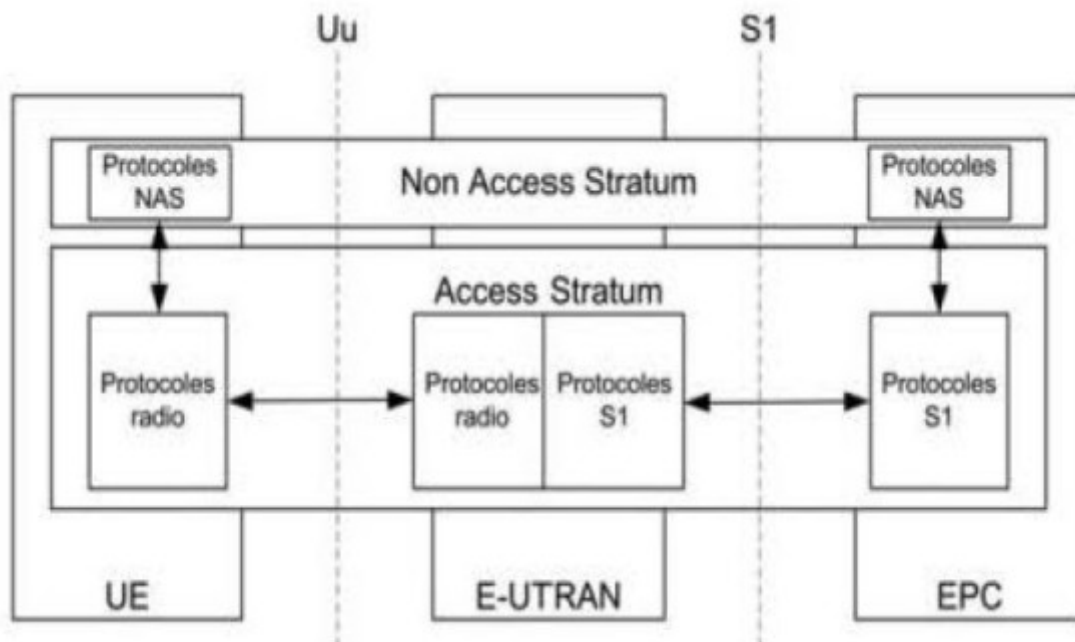 Uu
S1
Protocoles
NAS
Non Access Stratum
Protocoles
NAS
Access Stratum
Protocoles
radio
Protocoles
radio
Protocoles
S1
Protocoles
S1
UE
E-UTRAN
EPC